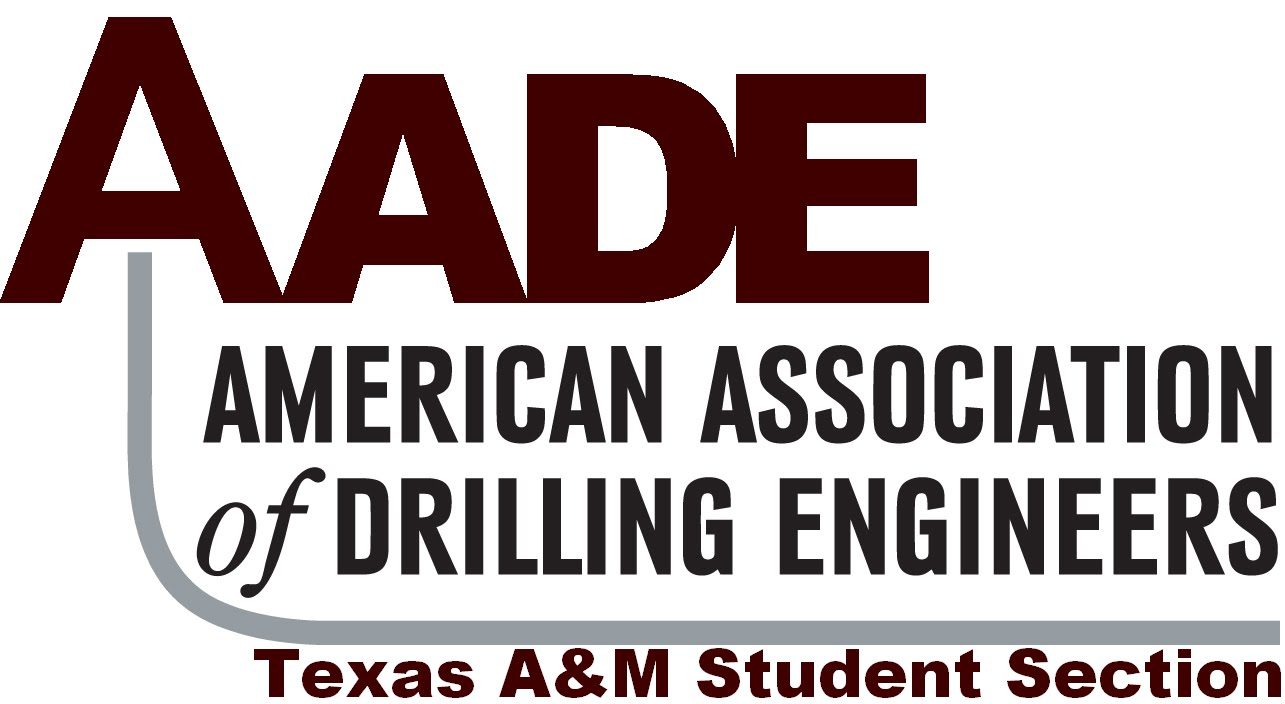 AADE
AMERICAN ASSOCIATION
of DRILLING ENGINEERS
Texas A&M Student Section